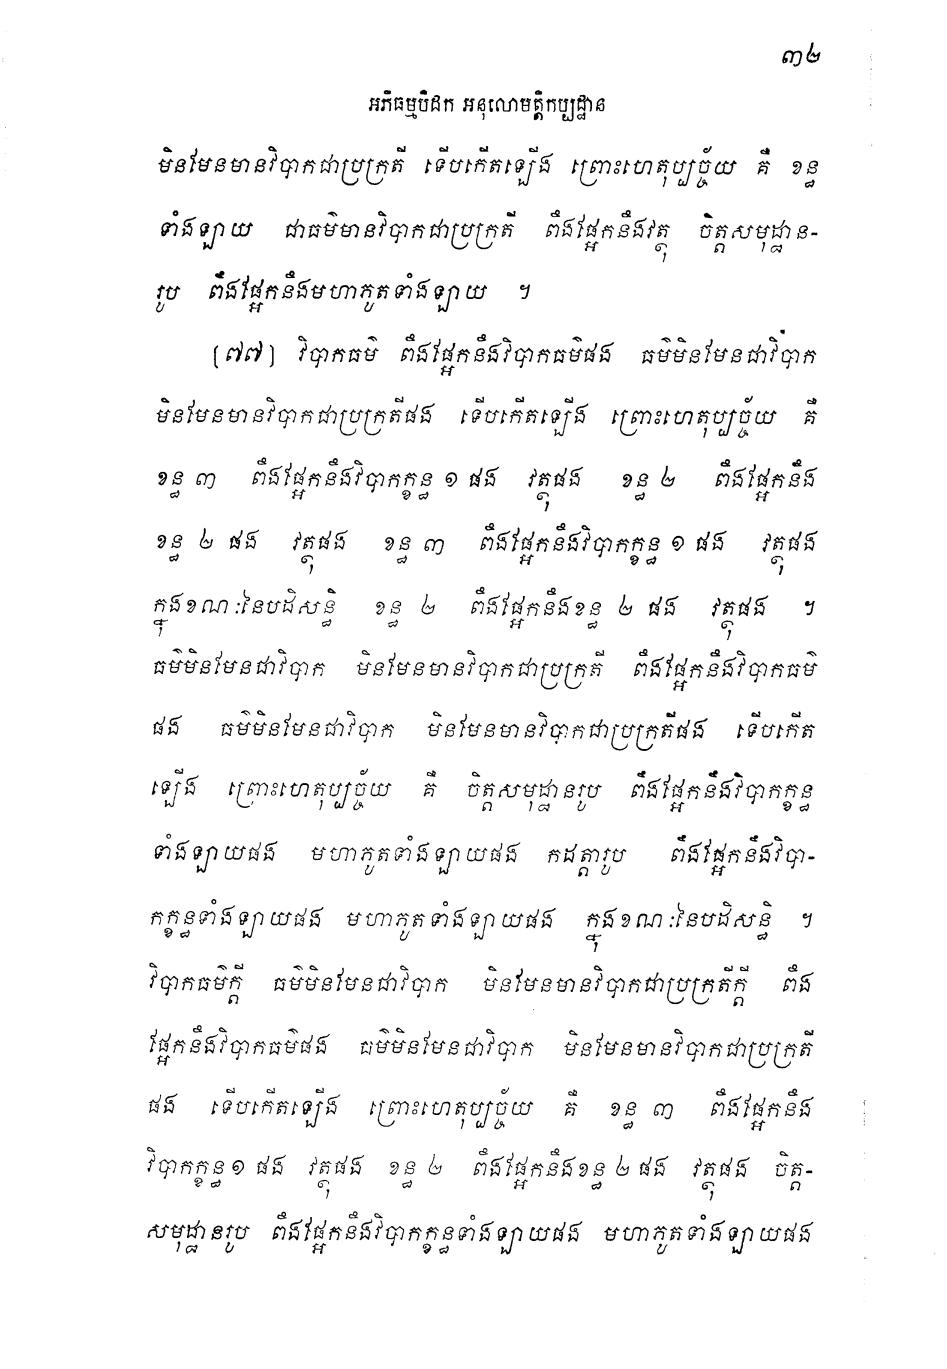 ៣២
អភិធម្មបិដក អនុលោមត្តិកប្បដ្ឋាន
មិនមែនមានវិបាកជាប្រក្រតី ទើបកើតឡើង ព្រោះហេតុប្បច្ច័យ គឺ ខន្ធ
ទាំងឡាយ ជាធម៌មានវិបាកជាប្រក្រតី ពឹងផ្អែកនឹងវត្ថុ ចិត្តសមុដ្ឋាន-
រូប ពឹងផ្អែកនឹងមហាភូតទាំងឡាយ ។
(៧៧) វិបាកធម៌ ពឹងផ្អែកនឹងវិបាកធម៌ផង ធម៌មិនមែនជាវិបាក
មិនមែនមានវិបាកជាប្រក្រតីផង ទើបកើតឡើង ព្រោះហេតុប្បច្ច័យ គឺ
ខន្ធ ៣ ពឹងផ្អែកនឹងវិបាកក្ខន្ធ ១ ផង វត្ថុផង ខន្ធ ២ ពឹងផ្អែកនឹង
ខន្ធ ២ ផង វត្ថុផង ខន្ធ ៣ ពឹងផ្អែកនឹងវិបាកក្ខន្ធ ១ ផង វត្ថុផង
ក្នុងខណៈនៃបដិសន្ធិ ខន្ធ ២ ពឹងផ្អែកនឹងខន្ធ ២ ផង វត្ថុផង ។
ធម៌មិនមែនជាវិបាក មិនមែនមានវិបាកជាប្រក្រតី ពឹងផ្អែកនឹងវិបាកធម៌
ផង ធម៌មិនមែនជាវិបាក មិនមែនមានវិបាកជាប្រក្រតីផង ទើបកើត
ឡើង ព្រោះហេតុប្បច្ច័យ គឺ ចិត្តសមុដ្ឋានរូប ពឹងផ្អែកនឹងវិបាកក្ខន្ធ
ទាំងឡាយផង មហាភូតទាំងឡាយផង កដត្តារូប ពឹងផ្អែកនឹងវិបា-
កក្ខន្ធទាំងឡាយផង មហាភូតទាំងឡាយផង ក្នុងខណៈនៃបដិសន្ធិ ។
វិបាកធម៌ក្តី ធម៌មិនមែនជាវិបាក មិនមែនមានវិបាកជាប្រក្រតីក្តី ពឹង
ផ្អែកនឹងវិបាកធម៌ផង ធម៌មិនមែនជាវិបាក មិនមែនមានវិបាកជាប្រក្រតី
ផង ទើបកើតឡើង ព្រោះហេតុប្បច្ច័យ គឺ ខន្ធ ៣ ពឹងផ្អែកនឹង
វិបាកក្ខន្ធ ១ ផង វត្ថុផង ខន្ធ ២ ពឹងផ្អែកនឹងខន្ធ ២ ផង វត្ថុផង ចិត្ត-
សមុដ្ឋានរូប ពឹងផ្អែកនឹងវិបាកក្ខន្ធទាំងឡាយផង មហាភូតទាំងឡាយផង